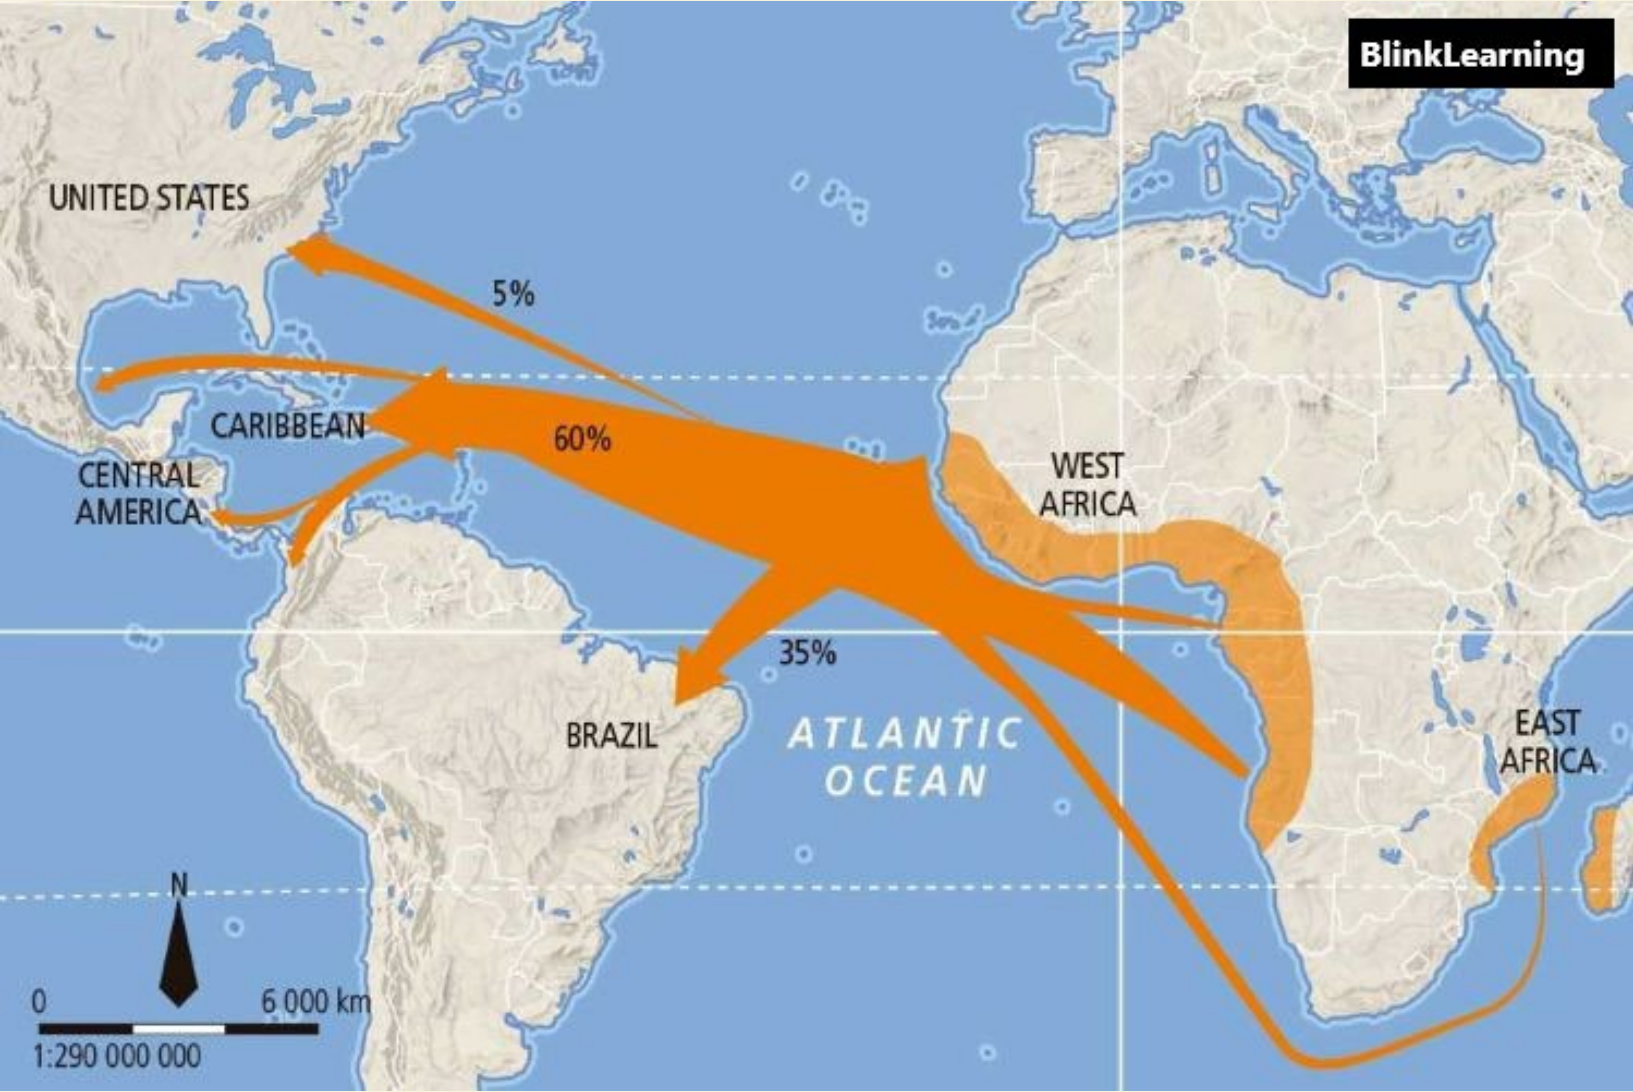 BlinkLearning
UNITED STATES
5%
CARIBBEAN
60%
CENTRAL
AMERICA
WEST
AFRICA
35%
BRAZIL
ATLANTIC
OCEAN
EAST
AFRICA
N
0 6 000 km
1:290 000 000